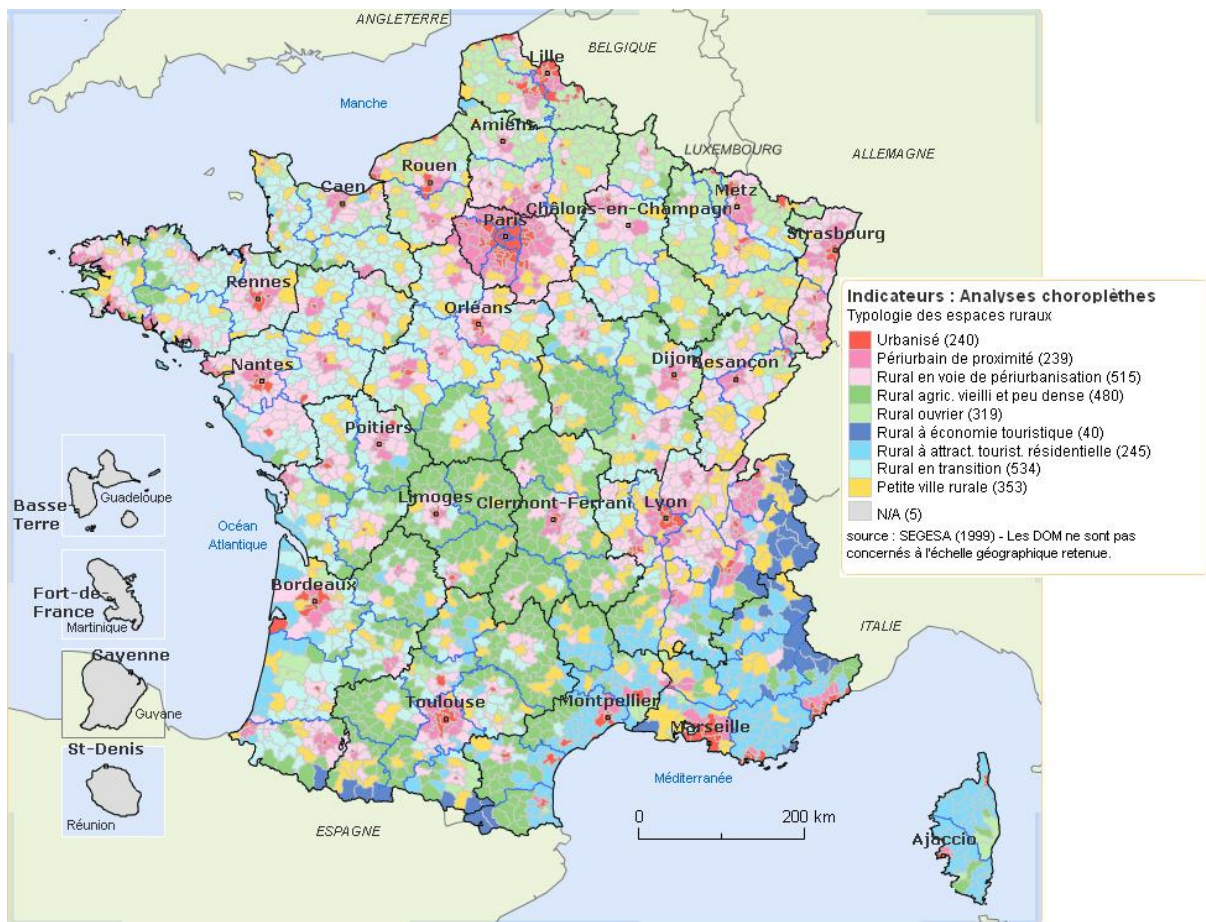 ANGLETERRE
BELGIQUE
Lille
Manche
Amiens
LUXEMBOURG
ALLEMAGNE
Rouen
Caen
Metz
Châlons-en-Champagn
Paris
Strasbourg
Rennes
Orléans
Dijon
Besançon
Nantes
Poitiers
Limoges
Clermont-Ferran
Lyon
Océan
Atlantique
Bordeaux
ITALIE
Toulouse
Montpellier
Marseille
Méditerranée
ESPAGNE
0 200 km
Ajaccio
Guadeloupe
Basse-
Terre
Fort-de-
France
Martinique
Cayenne
Guyane
St-Denis
Réunion
Indicateurs : Analyses choroplèthes
Typologie des espaces ruraux
Urbanisé (240)
Périurbain de proximité (239)
Rural en voie de périurbanisation (515)
Rural agric. vieilli et peu dense (480)
Rural ouvrier (319)
Rural à économie touristique (40)
Rural à attract. tourist. résidentielle (245)
Rural en transition (534)
Petite ville rurale (353)
N/A (5)
source : SEGESA (1999) - Les DOM ne sont pas
concernés à l'échelle géographique retenue.